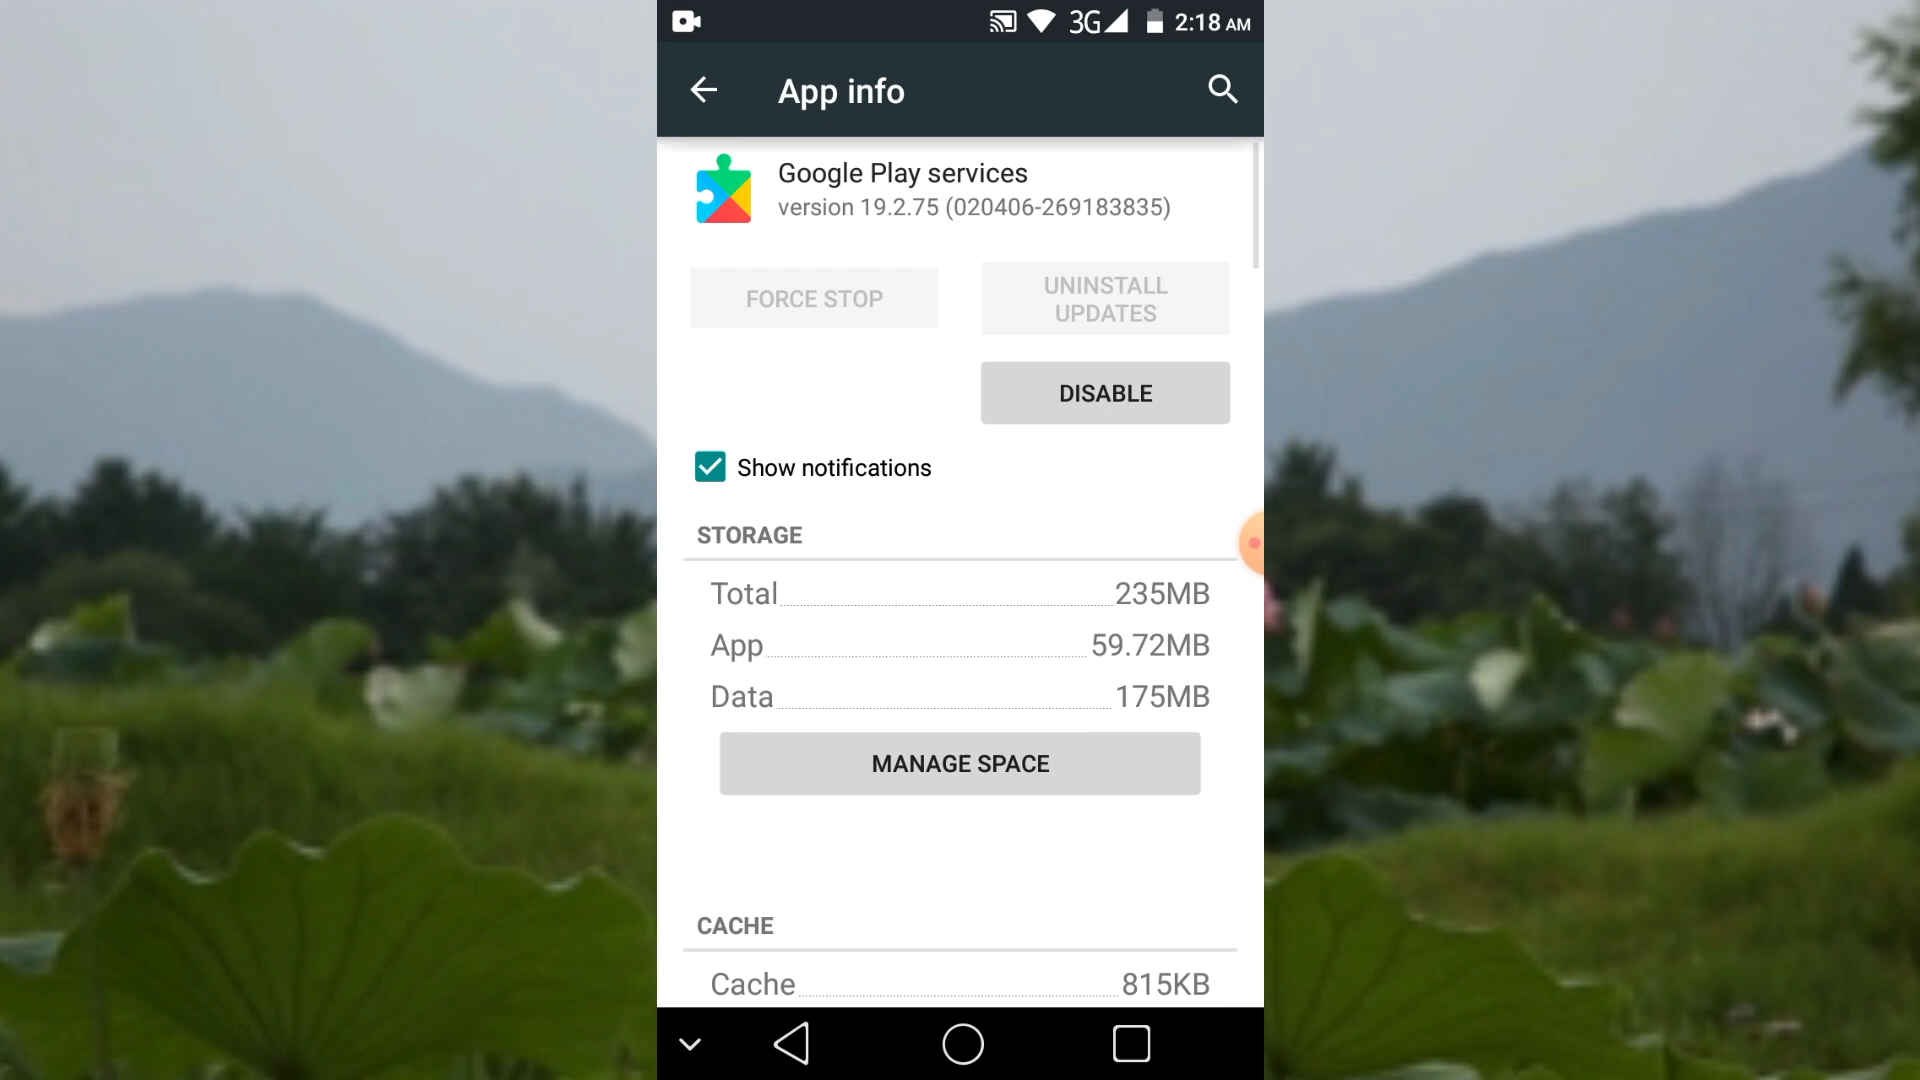 3G 2:18 AM
App info
Google Play services
version 19.2.75 (020406-269183835)
FORCE STOP
UNINSTALL
UPDATES
DISABLE
Show notifications
STORAGE
Total 235MB
App 59.72MB
Data 175MB
MANAGE SPACE
CACHE
Cache 815KB